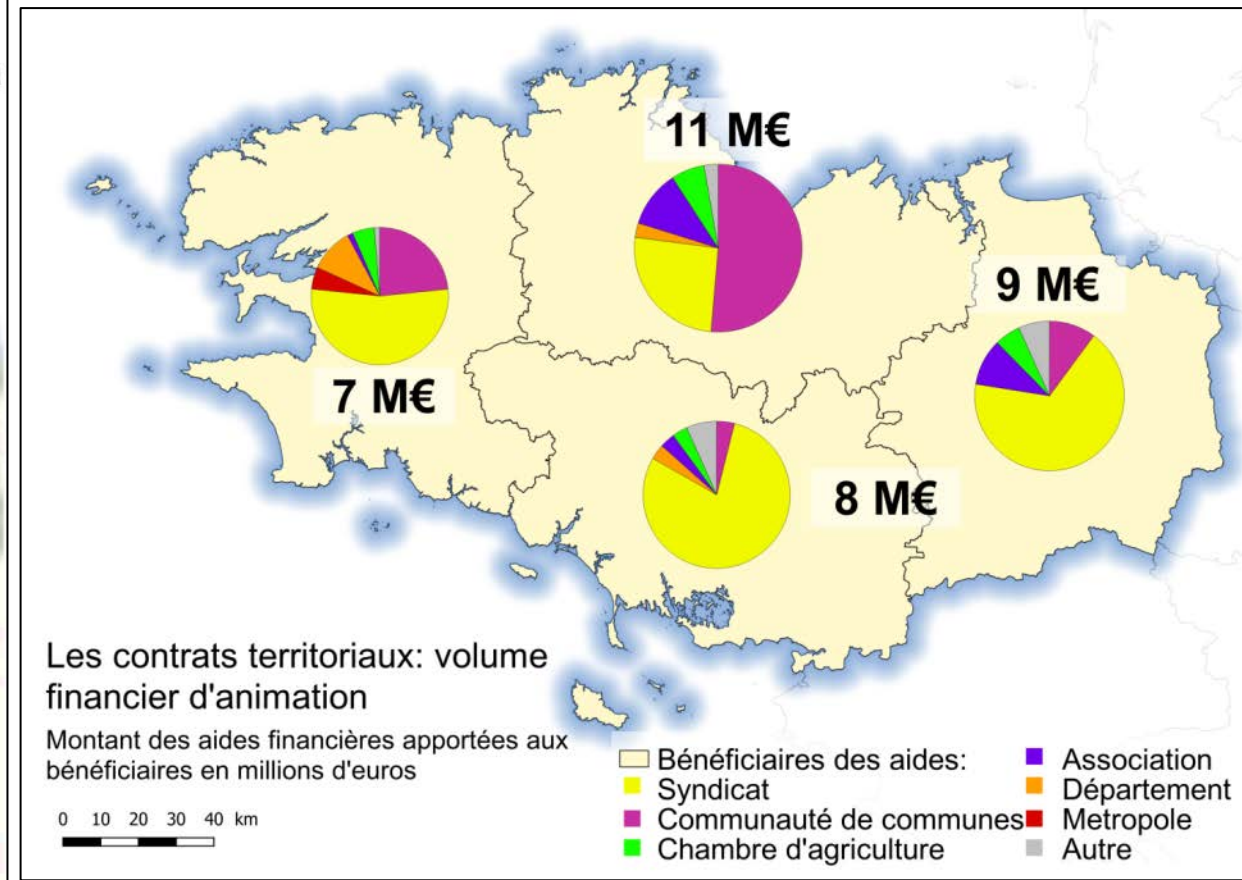 11 M€
9 M€
7 M€
8 M€
Les contrats territoriaux: volume
financier d'animation
Montant des aides financières apportées aux
bénéficiaires en millions d'euros
0 10 20 30 40 km
Bénéficiaires des aides:
Syndicat
Communauté de communes
Chambre d'agriculture
Association
Département
Metropole
Autre